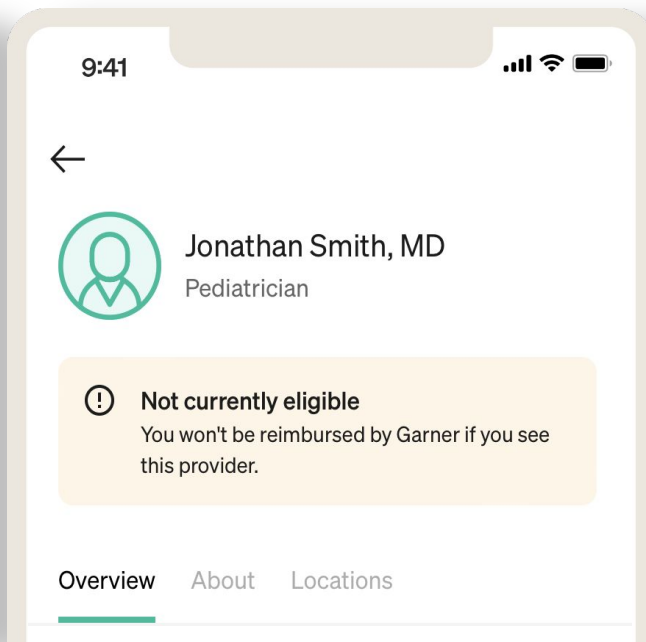 9:41
Jonathan Smith, MD
Pediatrician
Not currently eligible
You won't be reimbursed by Garner if you see
this provider.
Overview About Locations